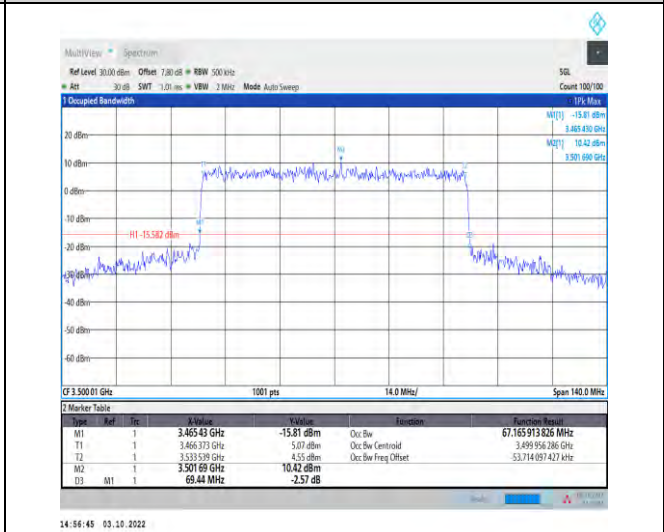 MultiView Spectrum
Ref Level 30.00 dBm Offset 7.80 dB RBW 500 kHz SGL
Att 30 dB SWT 1.01 ms VBW 2 MHz Mode Auto Sweep Count 100/100
1 Occupied Bandwidth 1Pk Max
M1[1] -15.81 dBm
3.465 430 GHz
M2[1] 10.42 dBm
3.501 690 GHz
20 dBm
M2
10 dBm
0 dBm
-10 dBm
M1
H1 -15.582 dBm
-20 dBm
-30 dBm
-40 dBm
-50 dBm
-60 dBm
CF 3.500 01 GHz 1001 pts 14.0 MHz/ Span 140.0 MHz
2 Marker Table
Type Ref Trc X-Value Y-Value Function Function Result
M1 1 3.465 43 GHz -15.81 dBm Occ Bw 67.165 913 826 MHz
T1 1 3.466 373 GHz 5.07 dBm Occ Bw Centroid 3.499 956 286 GHz
T2 1 3.533 539 GHz 4.55 dBm Occ Bw Freq Offset -53.714 097 427 kHz
M2 1 3.501 69 GHz 10.42 dBm
D3 M1 1 69.44 MHz -2.57 dB
14:56:45 03.10.2022